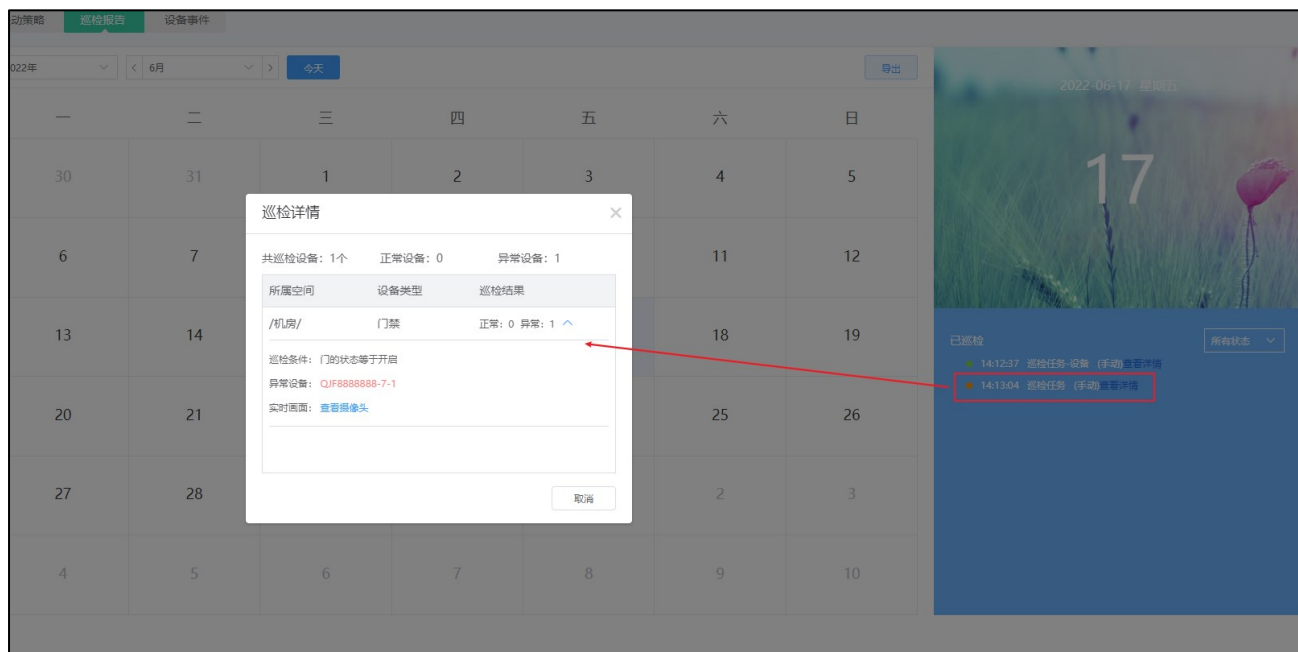 动策略 巡检报告 设备事件
022年 6月 今天 导出
一 二 三 四 五 六 日
30 31 1 2 3 4 5
6 7 11 12
13 14 18 19
20 21 25 26
27 28 2 3
4 5 6 7 8 9 10
巡检详情
共巡检设备：1个 正常设备：0 异常设备：1
所属空间 设备类型 巡检结果
/机房/ 门禁 正常：0 异常：1
巡检条件：门的状态等于开启
异常设备：QJF8888888-7-1
实时画面：查看摄像头
取消
2022-06-17 星期五
17
已巡检 所有状态
14:12:37 巡检任务-设备 (手动)查看详情
14:13:04 巡检任务 (手动)查看详情